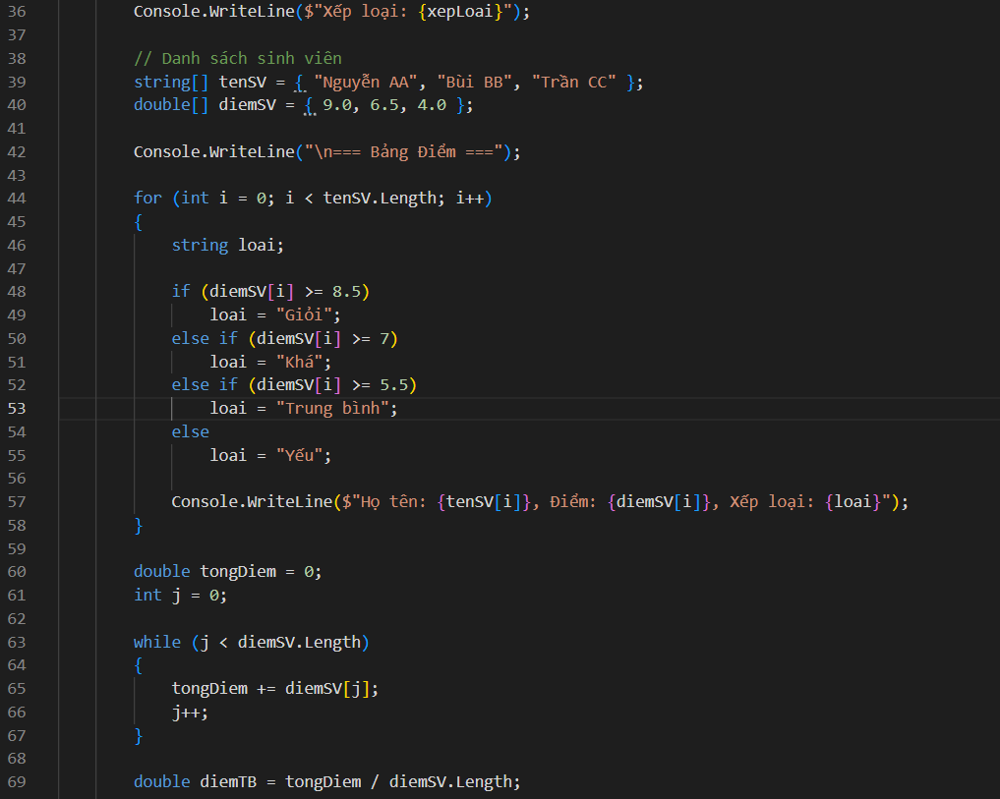 36 Console.WriteLine($"Xếp loại: {xepLoai}");
37
38 // Danh sách sinh viên
39 string[] tenSV = { "Nguyễn AA", "Bùi BB", "Trần CC" };
40 double[] diemSV = { 9.0, 6.5, 4.0 };
41
42 Console.WriteLine("\n=== Bảng Điểm ===");
43
44 for (int i = 0; i < tenSV.Length; i++)
45 {
46 string loai;
47
48 if (diemSV[i] >= 8.5)
49 loai = "Giỏi";
50 else if (diemSV[i] >= 7)
51 loai = "Khá";
52 else if (diemSV[i] >= 5.5)
53 loai = "Trung bình";
54 else
55 loai = "Yếu";
56
57 Console.WriteLine($"Họ tên: {tenSV[i]}, Điểm: {diemSV[i]}, Xếp loại: {loai}");
58 }
59
60 double tongDiem = 0;
61 int j = 0;
62
63 while (j < diemSV.Length)
64 {
65 tongDiem += diemSV[j];
66 j++;
67 }
68
69 double diemTB = tongDiem / diemSV.Length;